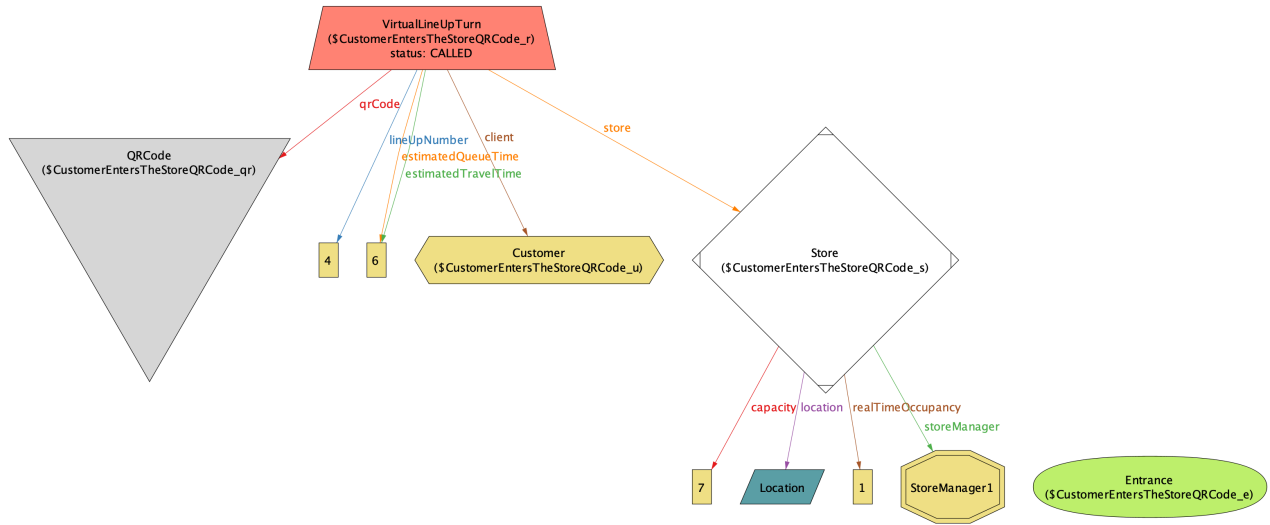 VirtualLineUpTurn
($CustomerEntersTheStoreQRCode_r)
status: CALLED
qrCode
lineUpNumber
client
store
estimatedQueueTime
estimatedTravelTime
QRCode
($CustomerEntersTheStoreQRCode_qr)
4
6
Customer
($CustomerEntersTheStoreQRCode_u)
Store
($CustomerEntersTheStoreQRCode_s)
capacity
location
realTimeOccupancy
storeManager
7
Location
1
StoreManager1
Entrance
($CustomerEntersTheStoreQRCode_e)